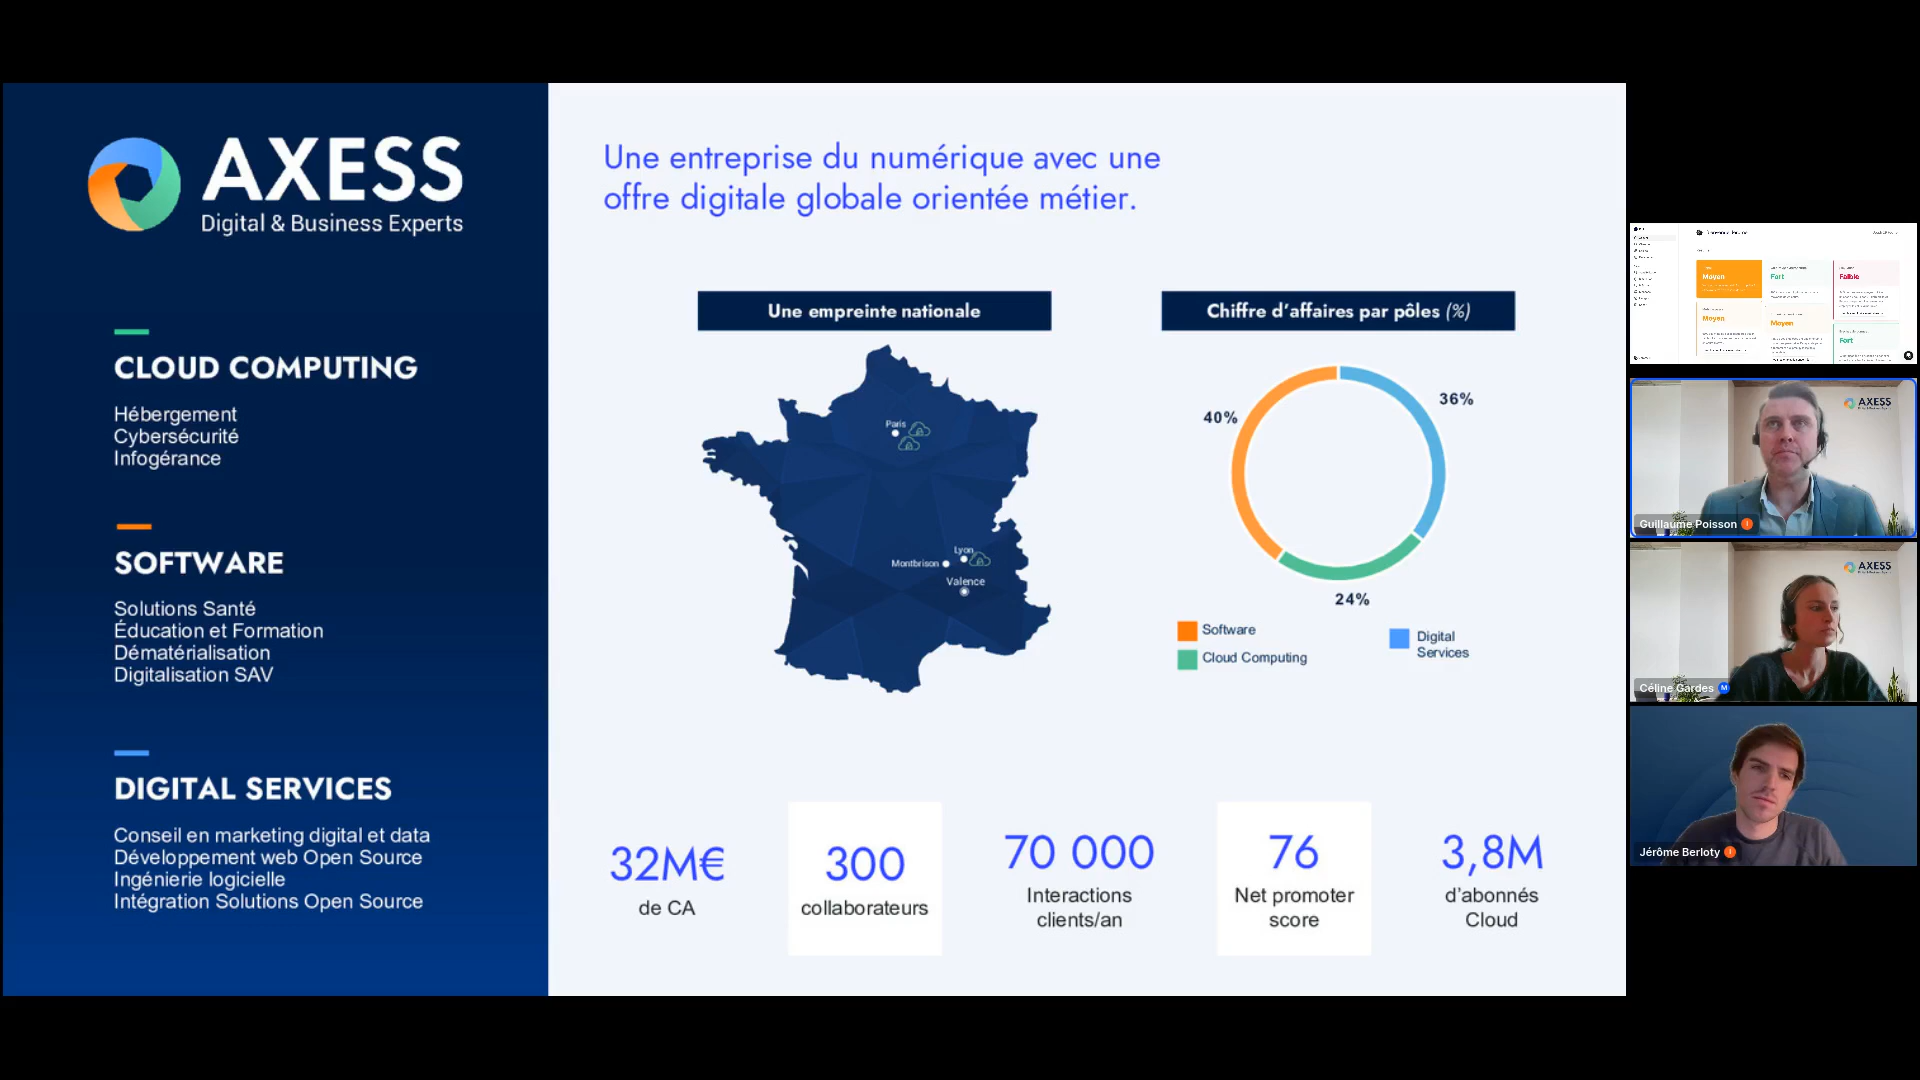 AXESS
Digital & Business Experts
CLOUD COMPUTING
Hébergement
Cybersécurité
Infogérance
SOFTWARE
Solutions Santé
Éducation et Formation
Dématérialisation
Digitalisation SAV
DIGITAL SERVICES
Conseil en marketing digital et data
Développement web Open Source
Ingénierie logicielle
Intégration Solutions Open Source
Une entreprise du numérique avec une
offre digitale globale orientée métier.
Une empreinte nationale
Paris
Lyon
Montbrison
Valence
Chiffre d'affaires par pôles (%)
40%
36%
24%
Software
Cloud Computing
Digital
Services
32M€
de CA
300
collaborateurs
70 000
Interactions
clients/an
76
Net promoter
score
3,8M
d'abonnés
Cloud
Moyen
Fort
Faible
Moyen
Moyen
Fort
AXESS
Guillaume Poisson
AXESS
Céline Gardes
M
Jérôme Berloty